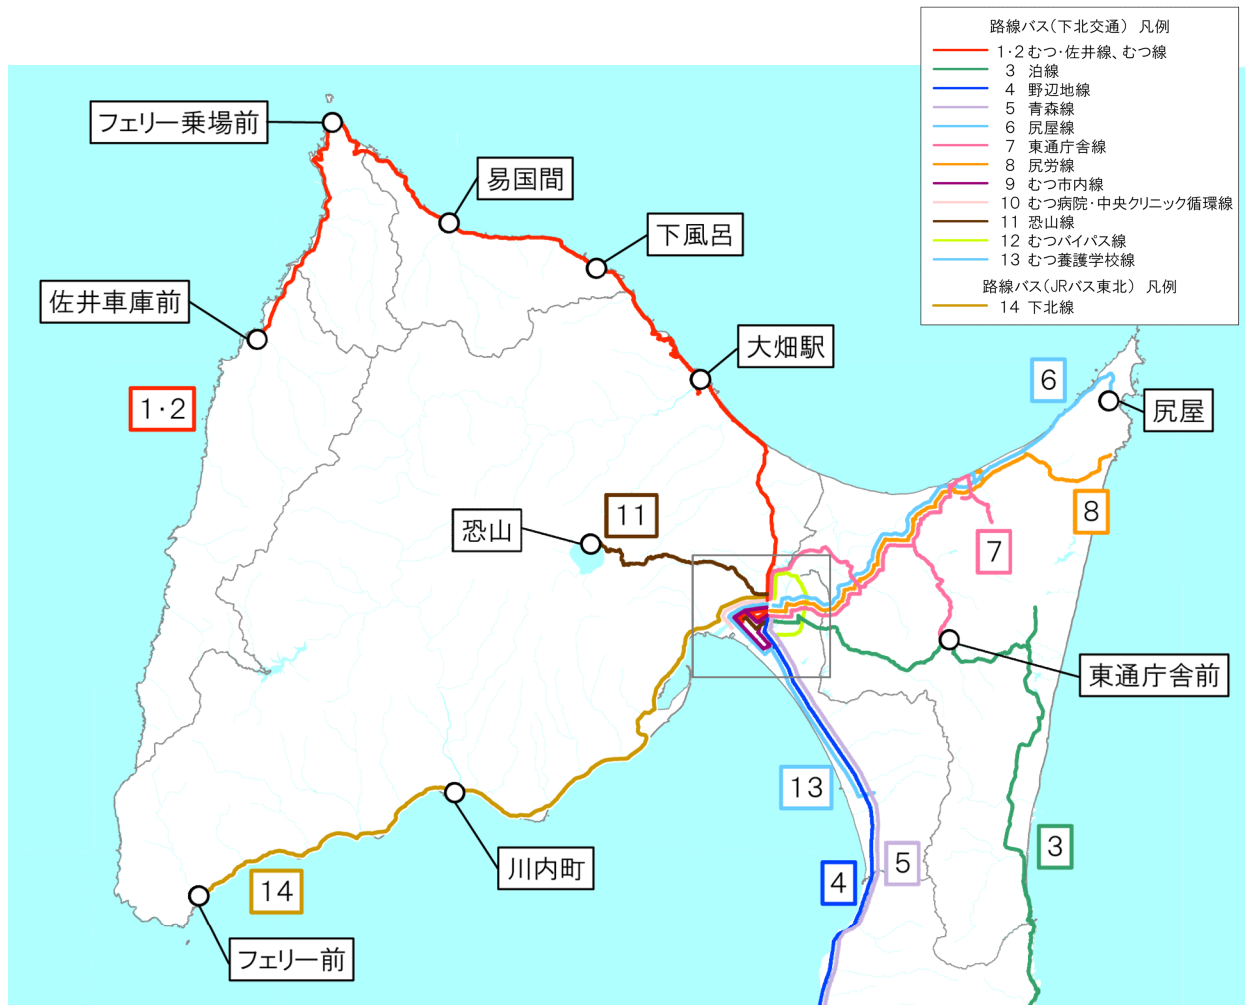 路線バス(下北交通) 凡例
1・2 むつ・佐井線、むつ線
3 泊線
4 野辺地線
5 青森線
6 尻屋線
7 東通庁舎線
8 尻労線
9 むつ市内線
10 むつ病院・中央クリニック循環線
11 恐山線
12 むつバイパス線
13 むつ養護学校線
路線バス(JRバス東北) 凡例
14 下北線
フェリー乗場前
易国間
下風呂
佐井車庫前
大畑駅
1・2
6
尻屋
恐山
11
8
7
東通庁舎前
13
川内町
14
4
5
3
フェリー前